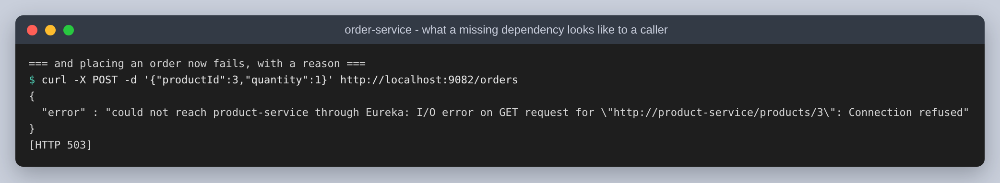 order-service - what a missing dependency looks like to a caller
=== and placing an order now fails, with a reason ===
$ curl -X POST -d '{"productId":3,"quantity":1}' http://localhost:9082/orders
{
  "error" : "could not reach product-service through Eureka: I/O error on GET request for \"http://product-service/products/3\": Connection refused"
}
[HTTP 503]